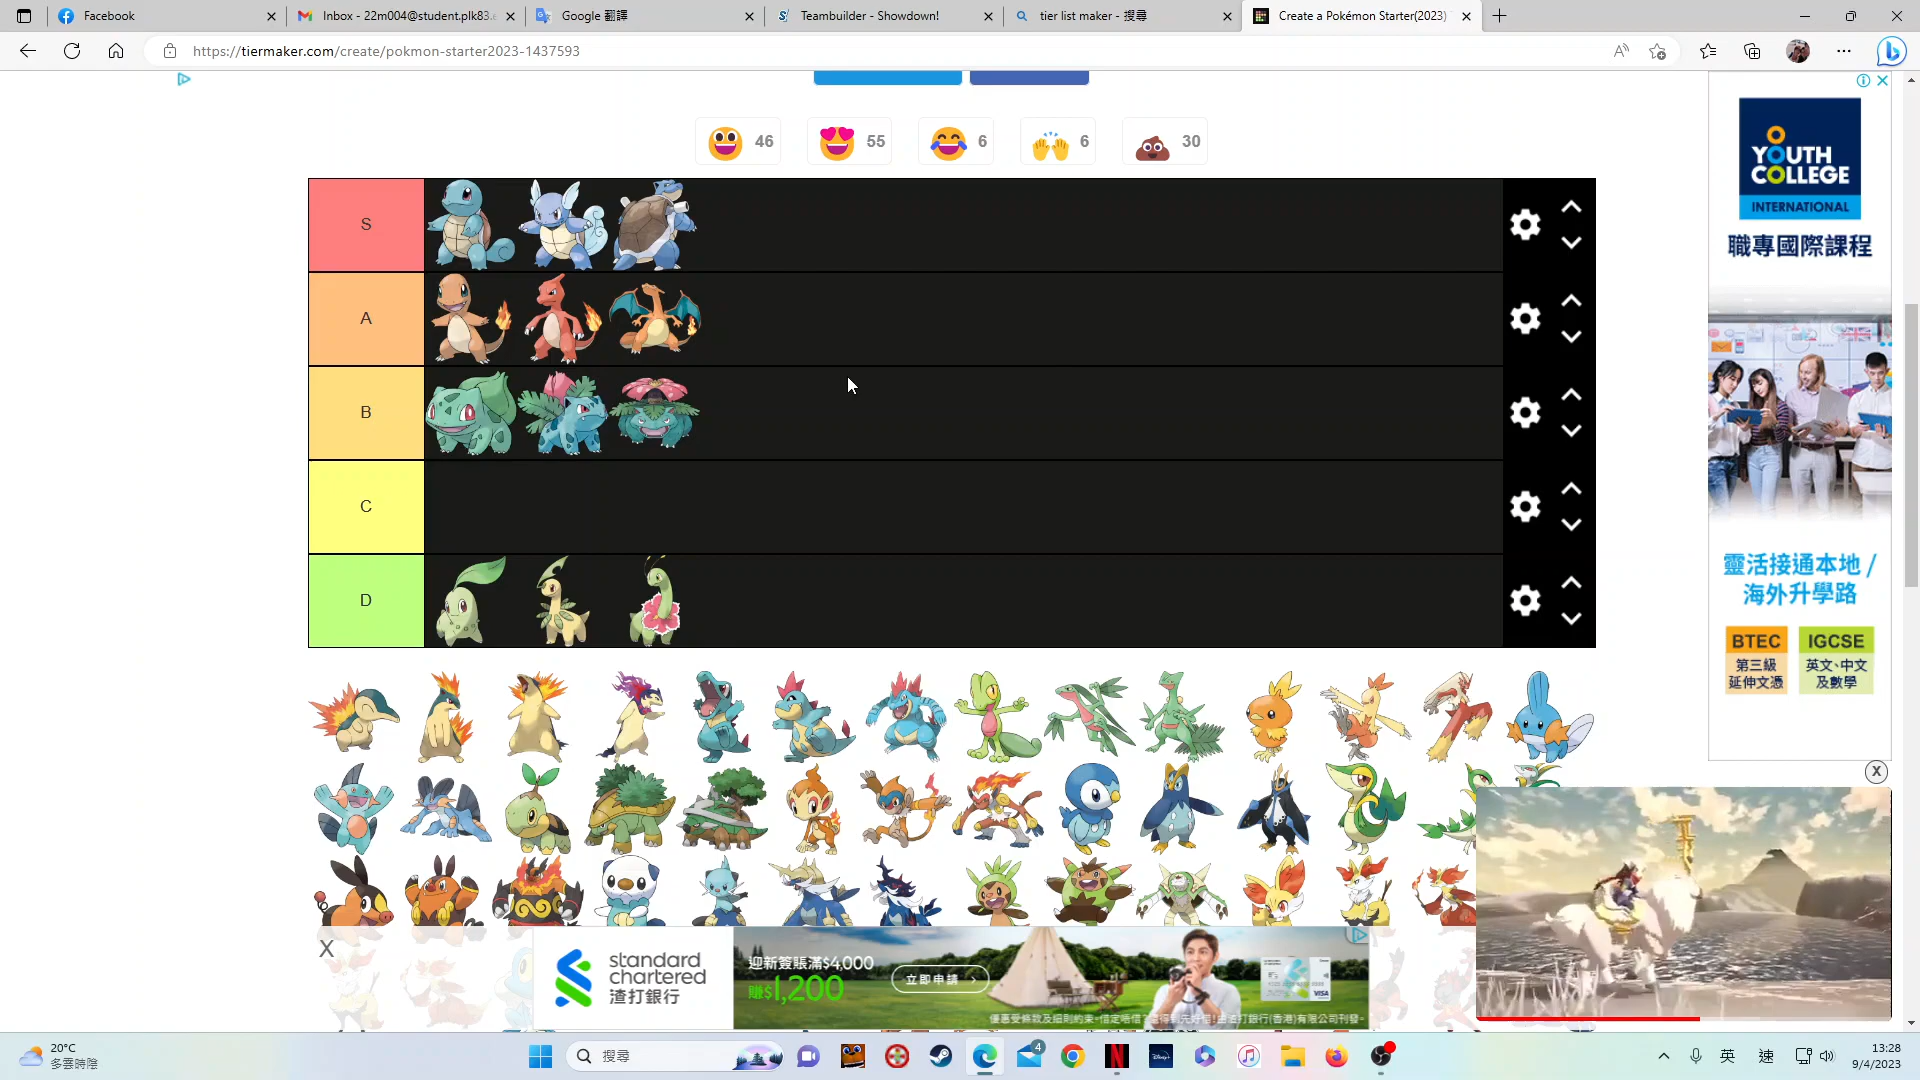 Facebook
Inbox - 22m004@student.plk83.e
Google 翻譯
Teambuilder - Showdown!
tier list maker - 搜尋
Create a Pokémon Starter(2023)
https://tiermaker.com/create/pokmon-starter2023-1437593
46
55
6
6
30
S
A
B
C
D
YOUTH
COLLEGE
INTERNATIONAL
職專國際課程
靈活接通本地 /
海外升學路
BTEC
第三級
延伸文憑
IGCSE
英文、中文
及數學
X
X
standard
chartered
渣打銀行
迎新簽賬滿$4,000
賺$1,200
立即申請 >
VISA
20°C
多雲時陰
搜尋
4
N
Disney+
英
速
13:28
9/4/2023